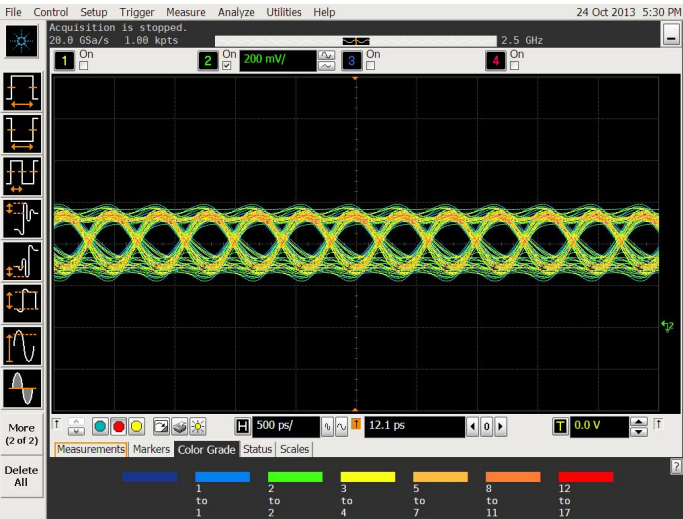 File Control Setup Trigger Measure Analyze Utilities Help 24 Oct 2013 5:30 PM
Acquisition is stopped.
20.0 GSa/s 1.00 kpts 2.5 GHz
1 On 2 On 200 mV/ 3 On 4 On
More
(2 of 2)
Delete
All
H 500 ps/ 12.1 ps 0 T 0.0 V
Measurements Markers Color Grade Status Scales
?
1 2 3 5 8 12
to to to to to to
1 2 4 7 11 17